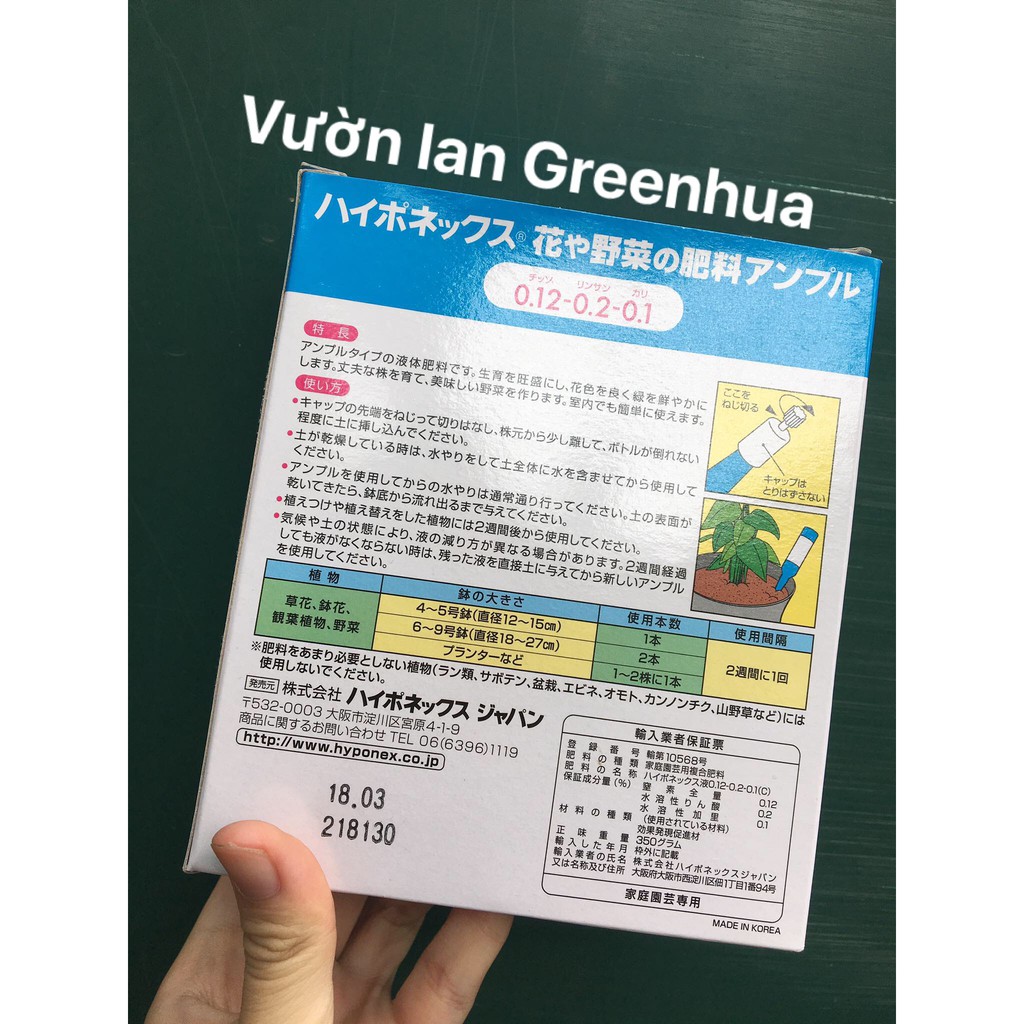 Vườn lan Greenhua
ハイポネックス® 花や野菜の肥料アンプル
チッソ リンサン カリ
0.12-0.2-0.1
特長
アンプルタイプの液体肥料です。生育を旺盛にし、花色を良く緑を鮮やかに
します。丈夫な株を育て、美味しい野菜を作ります。室内でも簡単に使えます。
使い方
•キャップの先端をねじって切りはなし、株元から少し離して、ボトルが倒れない
程度に土に挿し込んでください。
•土が乾燥している時は、水やりをして土全体に水を含ませてから使用して
ください。
•アンプルを使用してからの水やりは通常通り行ってください。土の表面が
乾いてきたら、鉢底から流れ出るまで与えてください。
•植えつけや植え替えをした植物には2週間後から使用してください。
•気候や土の状態により、液の減り方が異なる場合があります。2週間経過
しても液がなくならない時は、残った液を直接土に与えてから新しいアンプル
を使用してください。
ここを
ねじ切る
キャップは
とりはずさない
植物 鉢の大きさ 使用本数 使用間隔
草花、鉢花、
観葉植物、野菜
4〜5号鉢(直径12〜15㎝) 1本
6〜9号鉢(直径18〜27㎝) 2本
プランターなど 1〜2株に1本
2週間に1回
※肥料をあまり必要としない植物(ラン類、サボテン、盆栽、エビネ、オモト、カンノンチク、山野草など)には
使用しないでください。
発売元 株式会社 ハイポネックス ジャパン
〒532-0003 大阪市淀川区宮原4-1-9
商品に関するお問い合わせ TEL 06(6396)1119
http://www.hyponex.co.jp
18.03
218130
輸入業者保証票
登録番号 輸第10568号
肥料の種類 家庭園芸用複合肥料
肥料の名称 ハイポネックス液0.12-0.2-0.1(C)
保証成分量(%) 窒素全量 0.12
水溶性りん酸 0.2
水溶性加里 0.1
材料の種類 (使用されている材料)
効果発現促進材
正味重量 350グラム
輸入した年月 枠外に記載
輸入業者の氏名 株式会社ハイポネックスジャパン
又は名称及び住所 大阪府大阪市西淀川区佃1丁目1番94号
家庭園芸専用
MADE IN KOREA